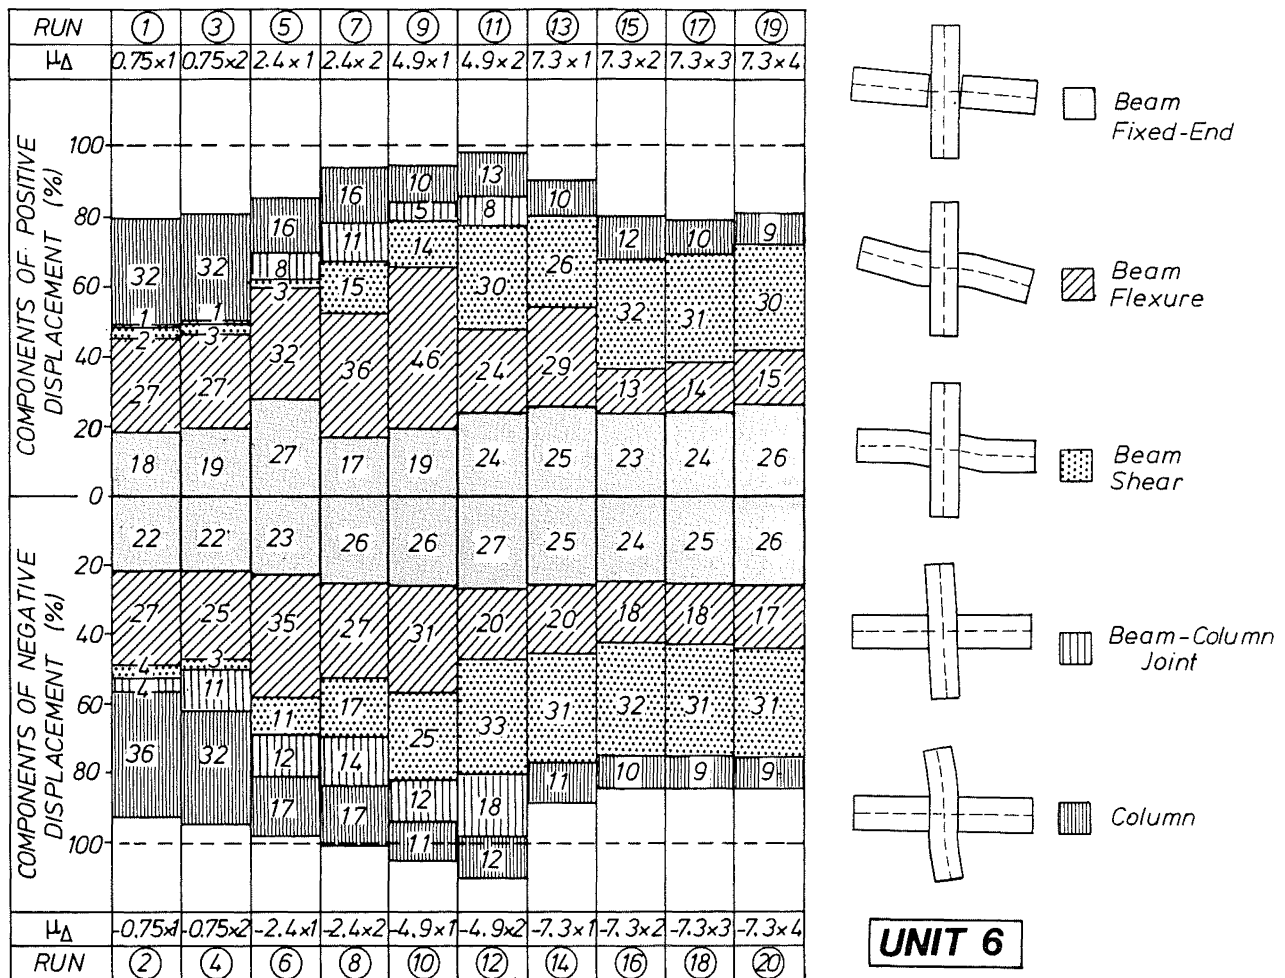 RUN 1 3 5 7 9 11 13 15 17 19
μΔ 0.75×1 0.75×2 2.4×1 2.4×2 4.9×1 4.9×2 7.3×1 7.3×2 7.3×3 7.3×4
COMPONENTS OF POSITIVE
DISPLACEMENT (%)
100
80
60
40
20
0
32 32 16 16 10 13 10 12 10 9
1 1 8 11 5 8
2 3 3 15 14 30 26 32 31 30
27 27 32 36 46 24 29 13 14 15
18 19 27 17 19 24 25 23 24 26
COMPONENTS OF NEGATIVE
DISPLACEMENT (%)
20
40
60
80
100
22 22 23 26 26 27 25 24 25 26
27 25 35 27 31 20 20 18 18 17
4 3 11 17 25 33 31 32 31 31
4 11 12 14 12 18
36 32 17 17 11 12 11 10 9 9
μΔ -0.75×1 -0.75×2 -2.4×1 -2.4×2 -4.9×1 -4.9×2 -7.3×1 -7.3×2 -7.3×3 -7.3×4
RUN 2 4 6 8 10 12 14 16 18 20
Beam
Fixed-End
Beam
Flexure
Beam
Shear
Beam-Column
Joint
Column
UNIT 6